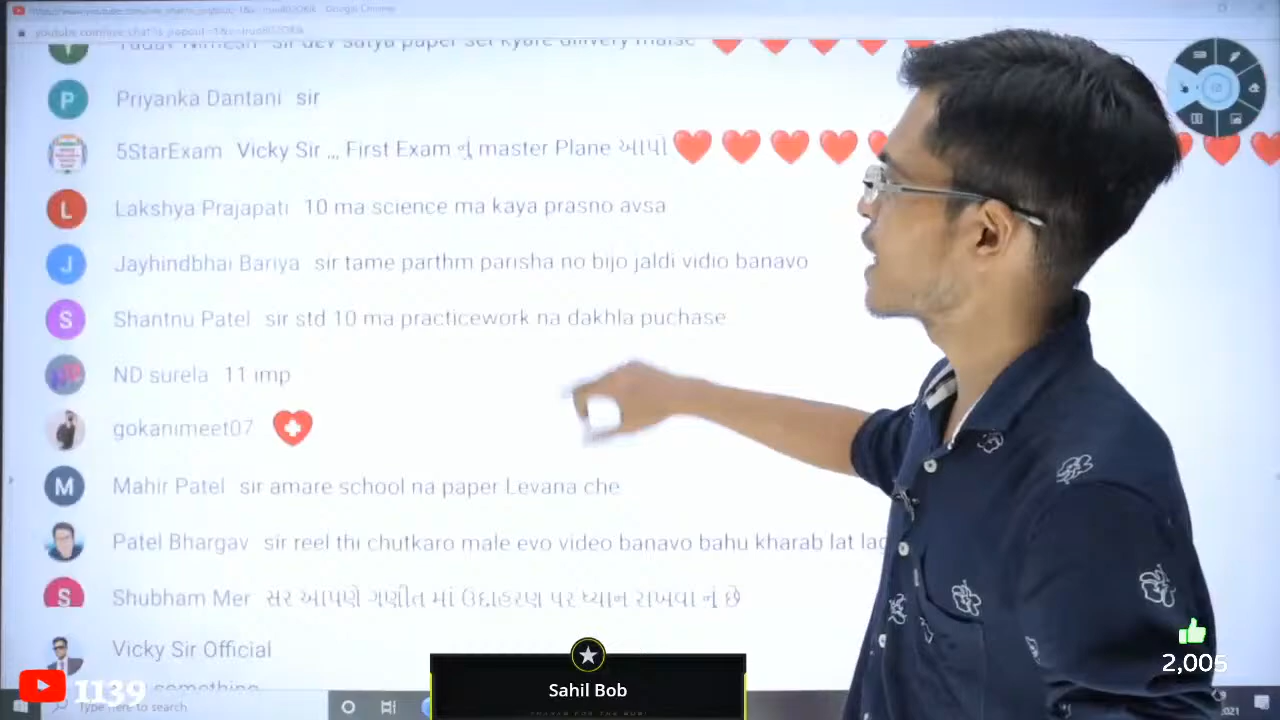 Priyanka Dantani sir
5StarExam Vicky Sir ,,, First Exam નું master Plane આપો
Lakshya Prajapati 10 ma science ma kaya prasno avsa
Jayhindbhai Bariya sir tame parthm parisha no bijo jaldi vidio banavo
Shantnu Patel sir std 10 ma practicework na dakhla puchase
ND surela 11 imp
gokanimeet07
Mahir Patel sir amare school na paper Levana che
Patel Bhargav sir reel thi chutkaro male evo video banavo bahu kharab lat
Shubham Mer સર આપણે ગણીત માં ઉદાહરણ પર ધ્યાન રાખવા નું છે
Vicky Sir Official
something
1139
Type here to search
Sahil Bob
2,005
2021
P
L
J
S
M
S